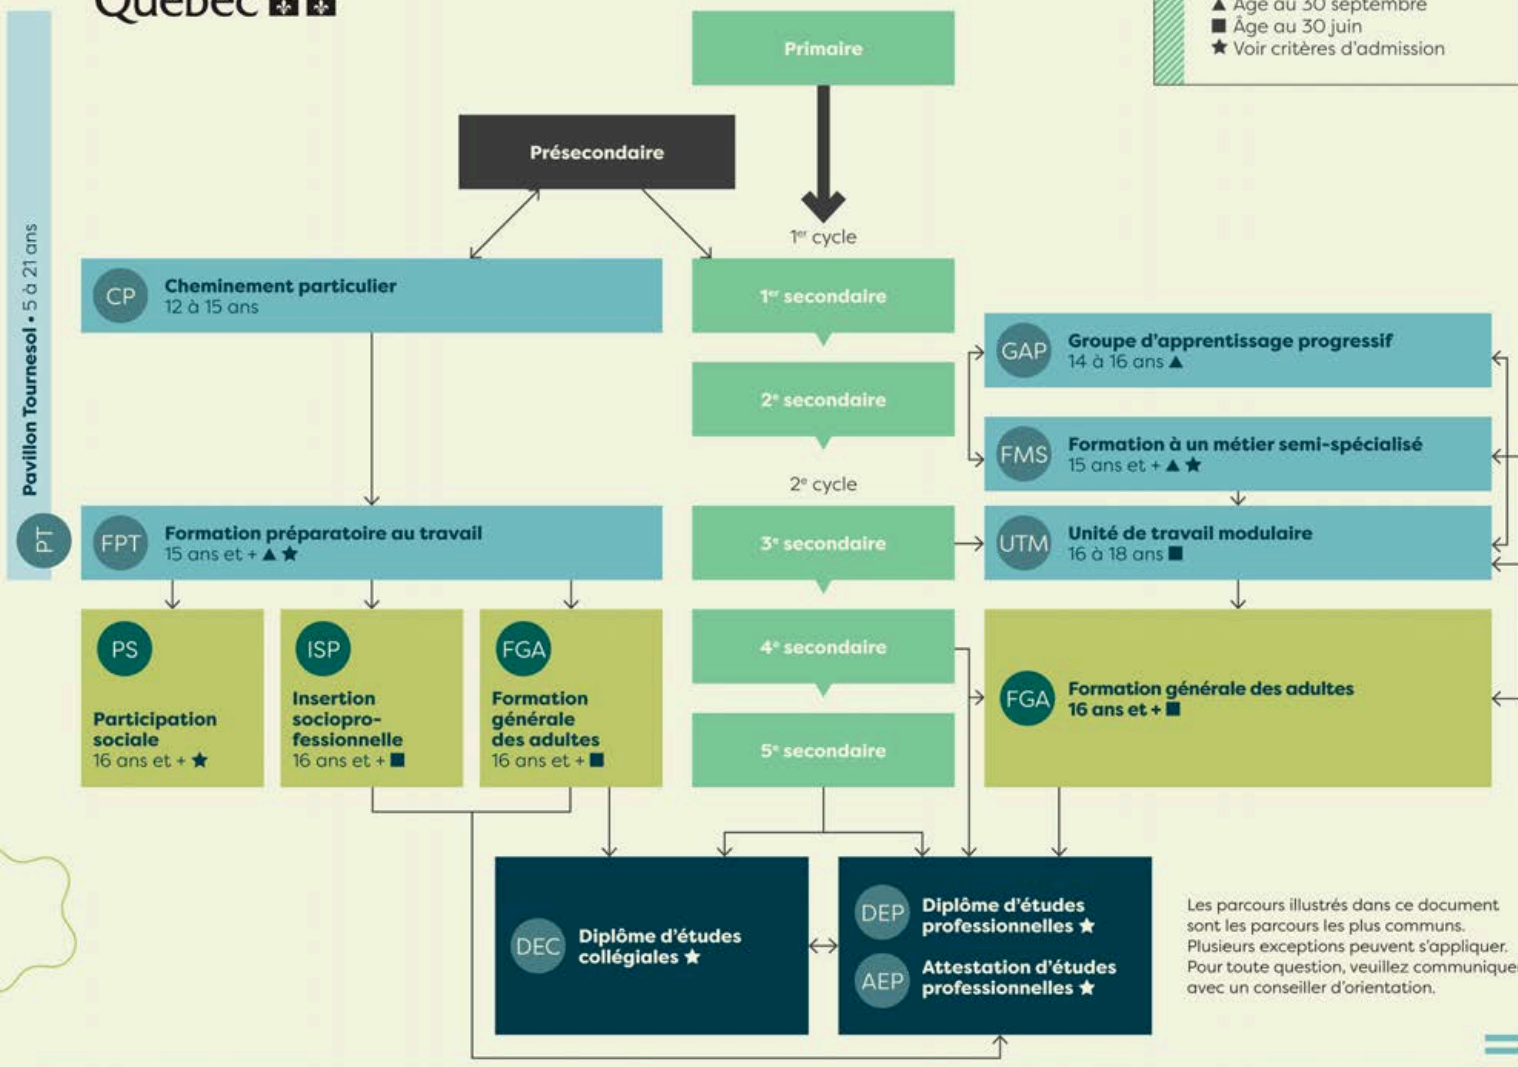 Québec
▲ Âge au 30 septembre
■ Âge au 30 juin
★ Voir critères d'admission
Primaire
Présecondaire
1er cycle
Pavillon Tournesol • 5 à 21 ans
PT
CP
Cheminement particulier
12 à 15 ans
1er secondaire
GAP
Groupe d'apprentissage progressif
14 à 16 ans ▲
2e secondaire
FMS
Formation à un métier semi-spécialisé
15 ans et + ▲ ★
2e cycle
FPT
Formation préparatoire au travail
15 ans et + ▲ ★
3e secondaire
UTM
Unité de travail modulaire
16 à 18 ans ■
PS
Participation
sociale
16 ans et + ★
ISP
Insertion
sociopro-
fessionnelle
16 ans et + ■
FGA
Formation
générale
des adultes
16 ans et + ■
4e secondaire
5e secondaire
FGA
Formation générale des adultes
16 ans et + ■
DEC
Diplôme d'études
collégiales ★
DEP
Diplôme d'études
professionnelles ★
AEP
Attestation d'études
professionnelles ★
Les parcours illustrés dans ce document
sont les parcours les plus communs.
Plusieurs exceptions peuvent s'appliquer.
Pour toute question, veuillez communique
avec un conseiller d'orientation.